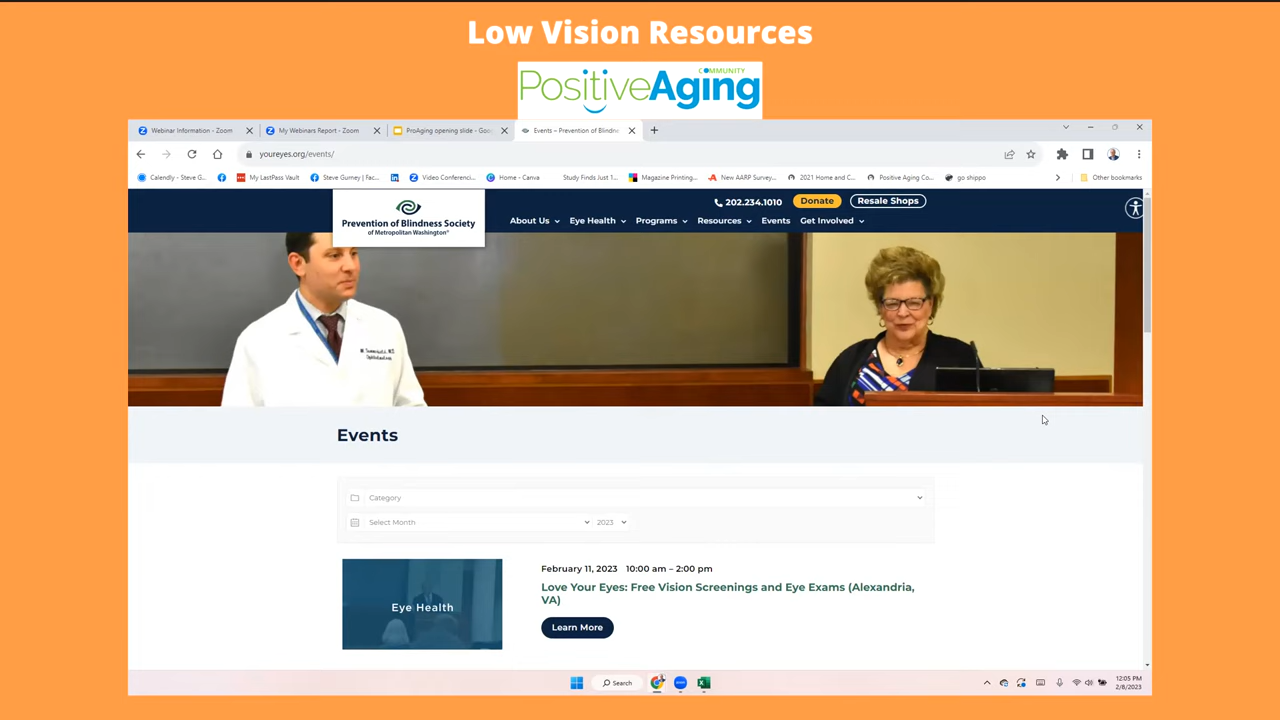 Low Vision Resources
COMMUNITY
PositiveAging
Webinar Information - Zoom
My Webinars Report - Zoom
ProAging opening slide - Goo
Events – Prevention of Blindne
youreyes.org/events/
Calendly - Steve G...
My LastPass Vault
Steve Gurney | Fac...
Video Conferenci...
Home - Canva
Study Finds Just 1...
Magazine Printing...
New AARP Survey...
2021 Home and C...
Positive Aging Co...
go shippo
Other bookmarks
Prevention of Blindness Society
of Metropolitan Washington®
202.234.1010
Donate
Resale Shops
About Us
Eye Health
Programs
Resources
Events
Get Involved
Events
Category
Select Month
2023
Eye Health
February 11, 2023 10:00 am – 2:00 pm
Love Your Eyes: Free Vision Screenings and Eye Exams (Alexandria,
VA)
Learn More
Search
12:05 PM
2/8/2023